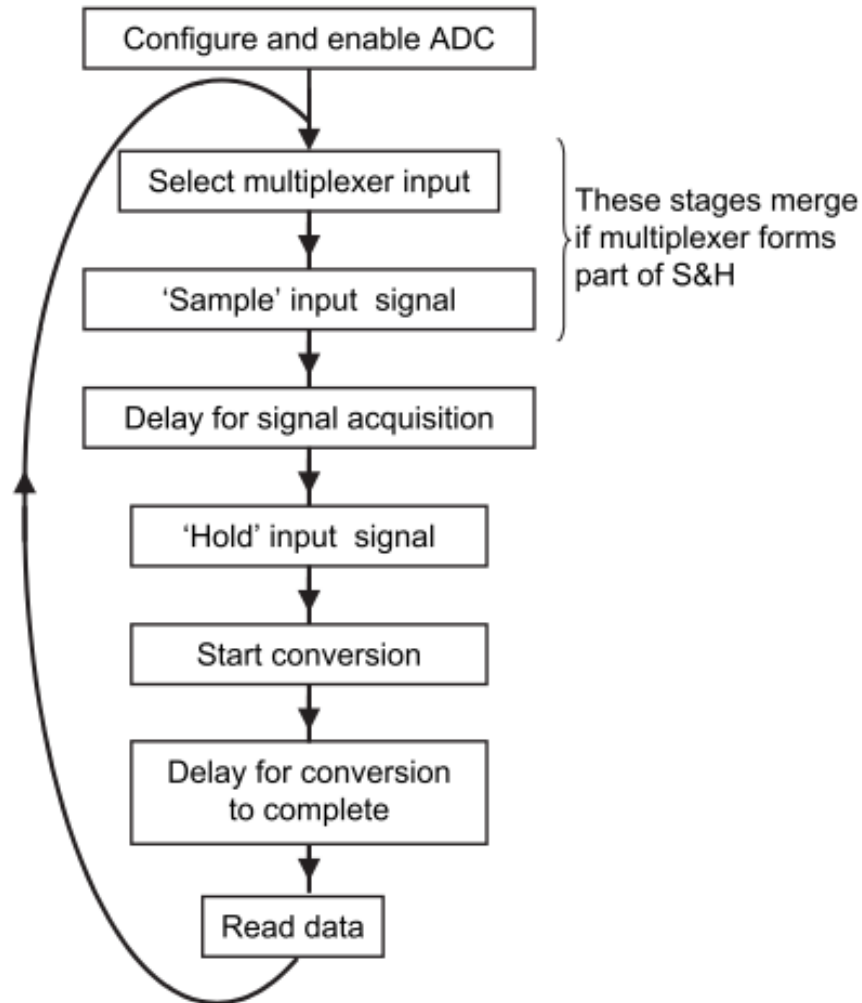 Configure and enable ADC
Select multiplexer input
‘Sample’ input signal
These stages merge
if multiplexer forms
part of S&H
Delay for signal acquisition
‘Hold’ input signal
Start conversion
Delay for conversion
to complete
Read data